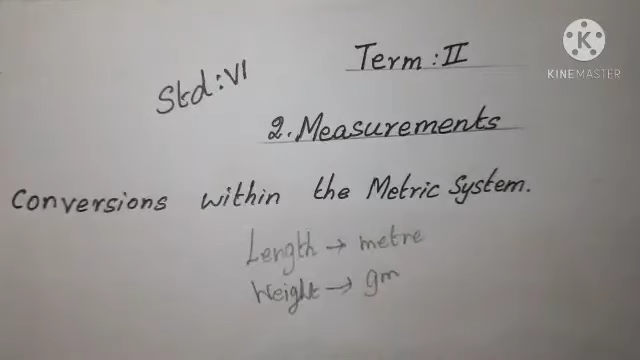 Std:VI
Term : II
2. Measurements
Conversions within the Metric System.
Length → metre
Weight → gm
K
KINEMASTER